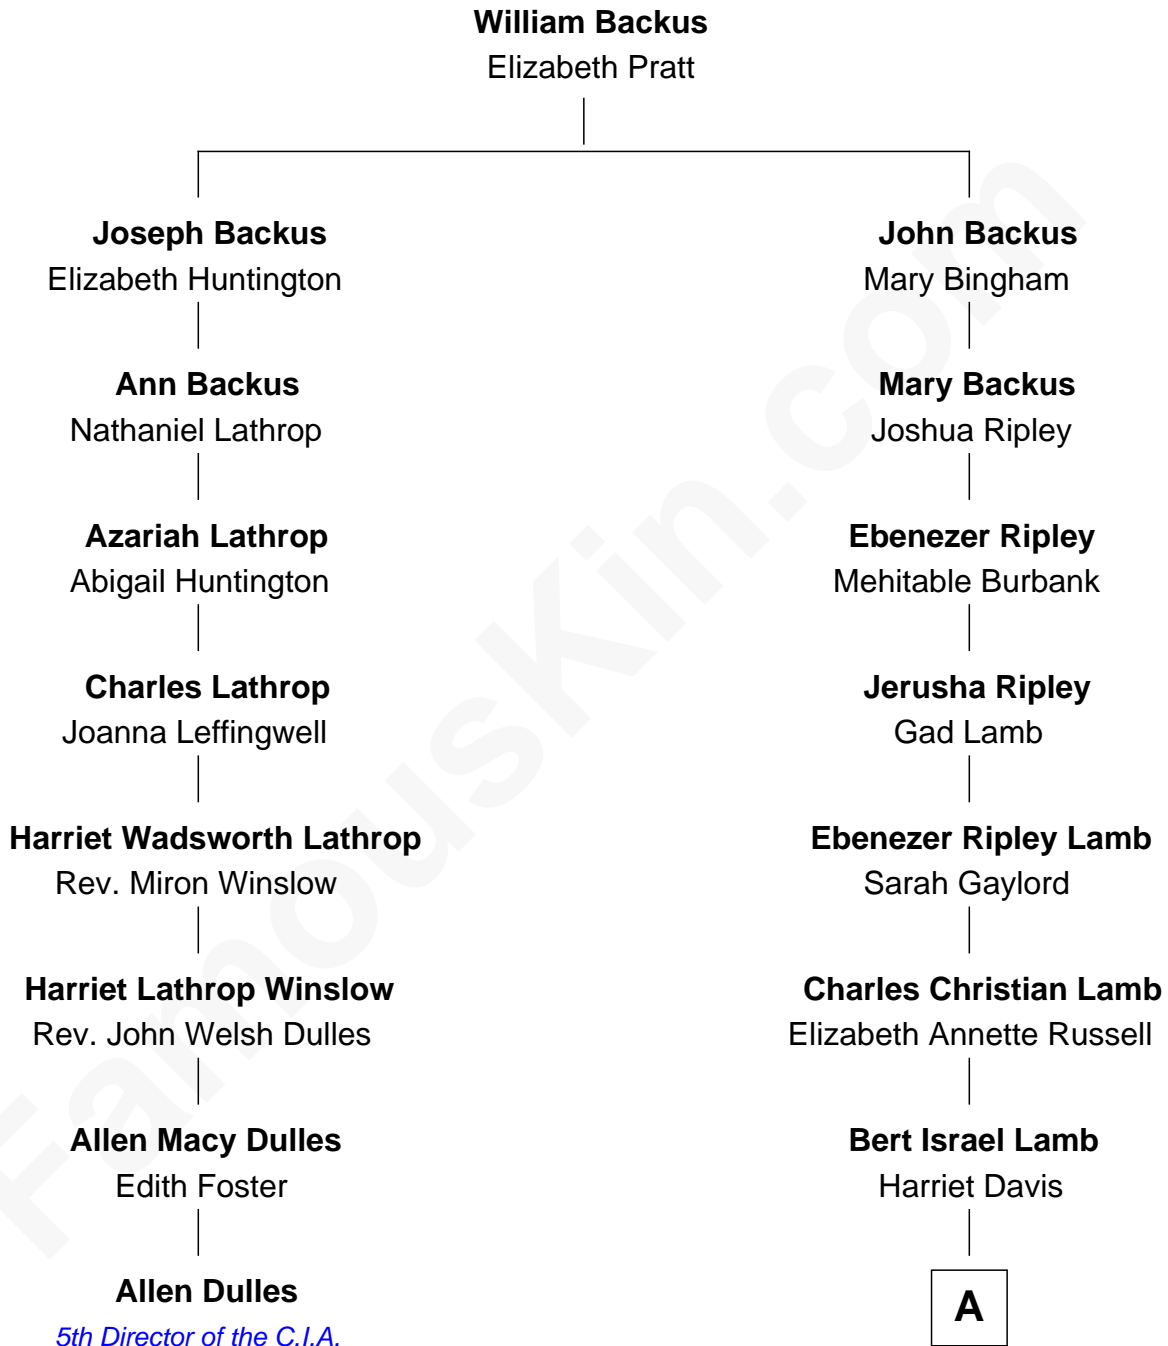 William Backus
Elizabeth Pratt
Joseph Backus
Elizabeth Huntington
John Backus
Mary Bingham
Ann Backus
Nathaniel Lathrop
Mary Backus
Joshua Ripley
Azariah Lathrop
Abigail Huntington
Ebenezer Ripley
Mehitable Burbank
Charles Lathrop
Joanna Leffingwell
Jerusha Ripley
Gad Lamb
Harriet Wadsworth Lathrop
Rev. Miron Winslow
Ebenezer Ripley Lamb
Sarah Gaylord
Harriet Lathrop Winslow
Rev. John Welsh Dulles
Charles Christian Lamb
Elizabeth Annette Russell
Allen Macy Dulles
Edith Foster
Bert Israel Lamb
Harriet Davis
Allen Dulles
5th Director of the C.I.A.
A
FamousKin.com